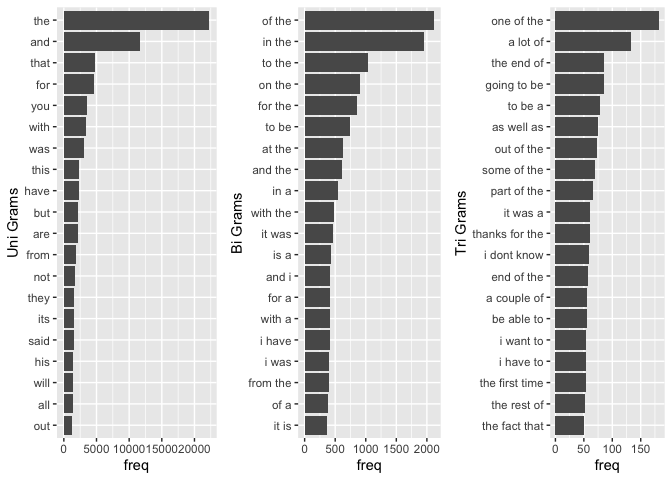 Uni Grams
the
and
that
for
you
with
was
this
have
but
are
from
not
they
its
said
his
will
all
out
0 5000 10000 15000 20000
freq
Bi Grams
of the
in the
to the
on the
for the
to be
at the
and the
in a
with the
it was
is a
and i
for a
with a
i have
i was
from the
of a
it is
0 500 1000 1500 2000
freq
Tri Grams
one of the
a lot of
the end of
going to be
to be a
as well as
out of the
some of the
part of the
it was a
thanks for the
i dont know
end of the
a couple of
be able to
i want to
i have to
the first time
the rest of
the fact that
0 50 100 150
freq